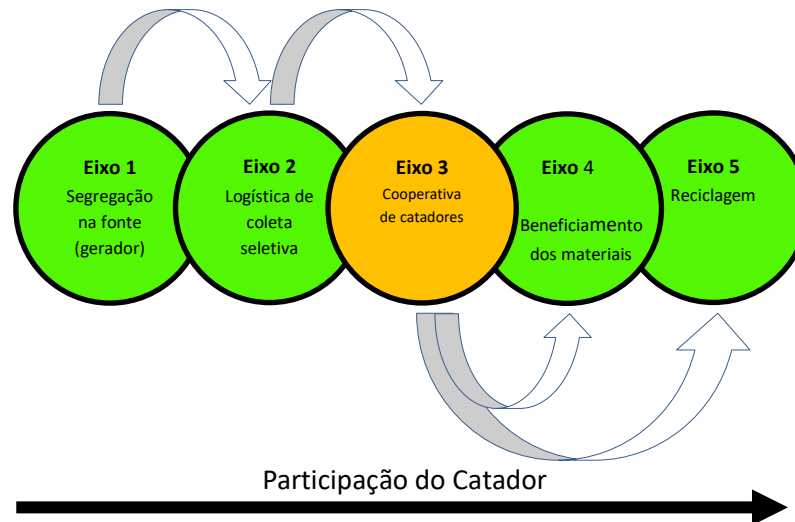 Eixo 1
Segregação
na fonte
(gerador)
Eixo 2
Logística de
coleta
seletiva
Eixo 3
Cooperativa
de catadores
Eixo 4
Beneficiamento
dos materiais
Eixo 5
Reciclagem
Participação do Catador